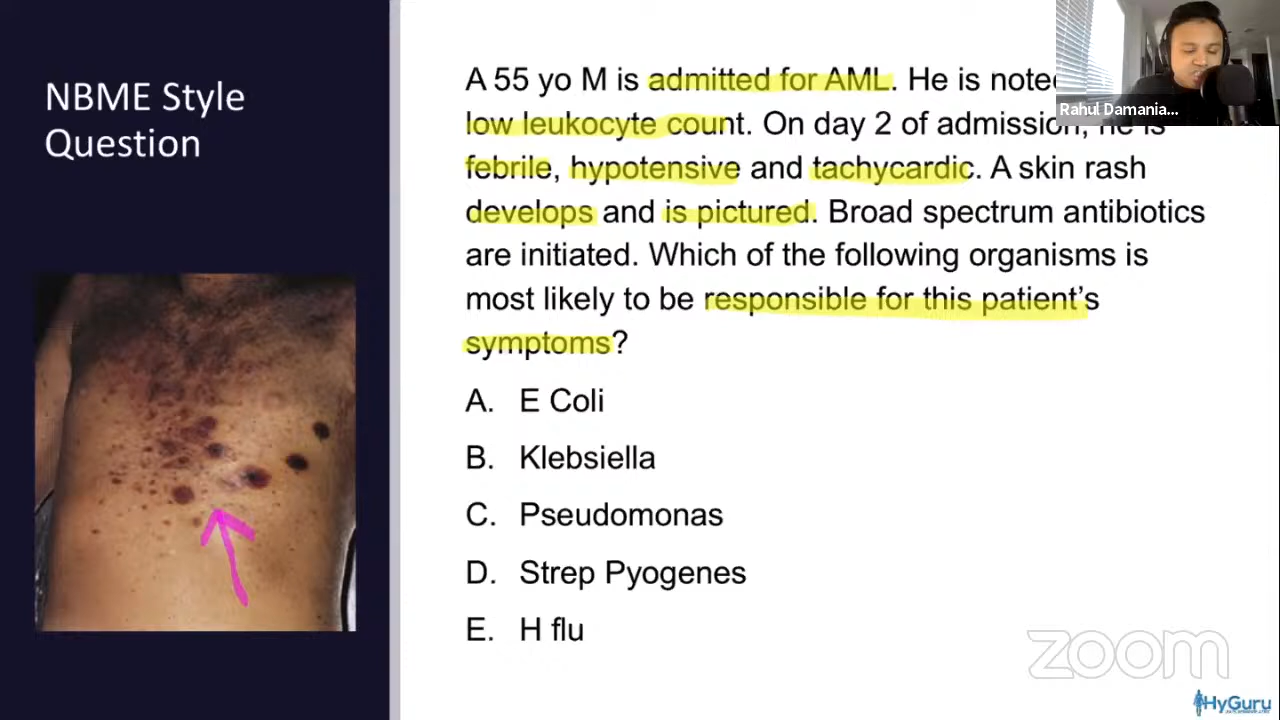 NBME Style
Question
A 55 yo M is admitted for AML. He is noted
low leukocyte count. On day 2 of admission, he is
febrile, hypotensive and tachycardic. A skin rash
develops and is pictured. Broad spectrum antibiotics
are initiated. Which of the following organisms is
most likely to be responsible for this patient's
symptoms?
A. E Coli
B. Klebsiella
C. Pseudomonas
D. Strep Pyogenes
E. H flu
Rahul Damania...
zoom
HyGuru